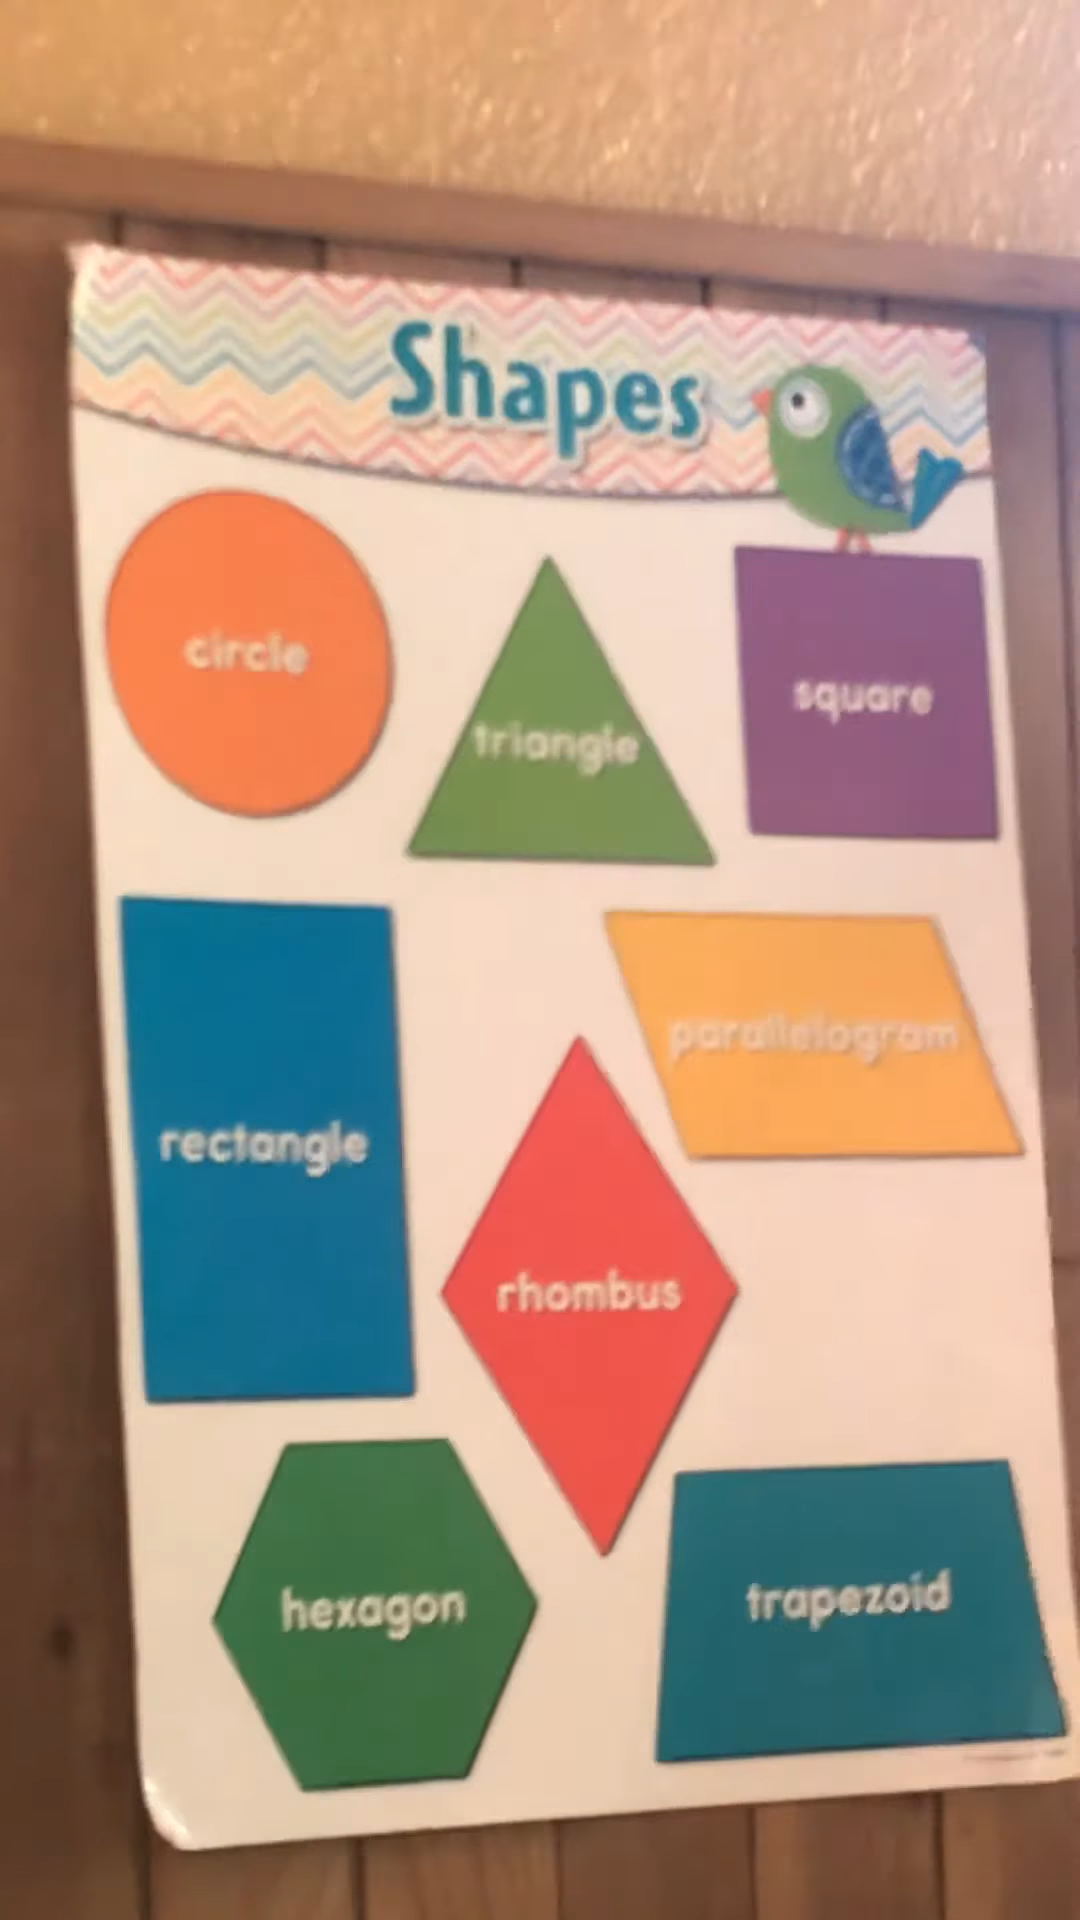 Shapes
circle
triangle
square
rectangle
parallelogram
rhombus
hexagon
trapezoid